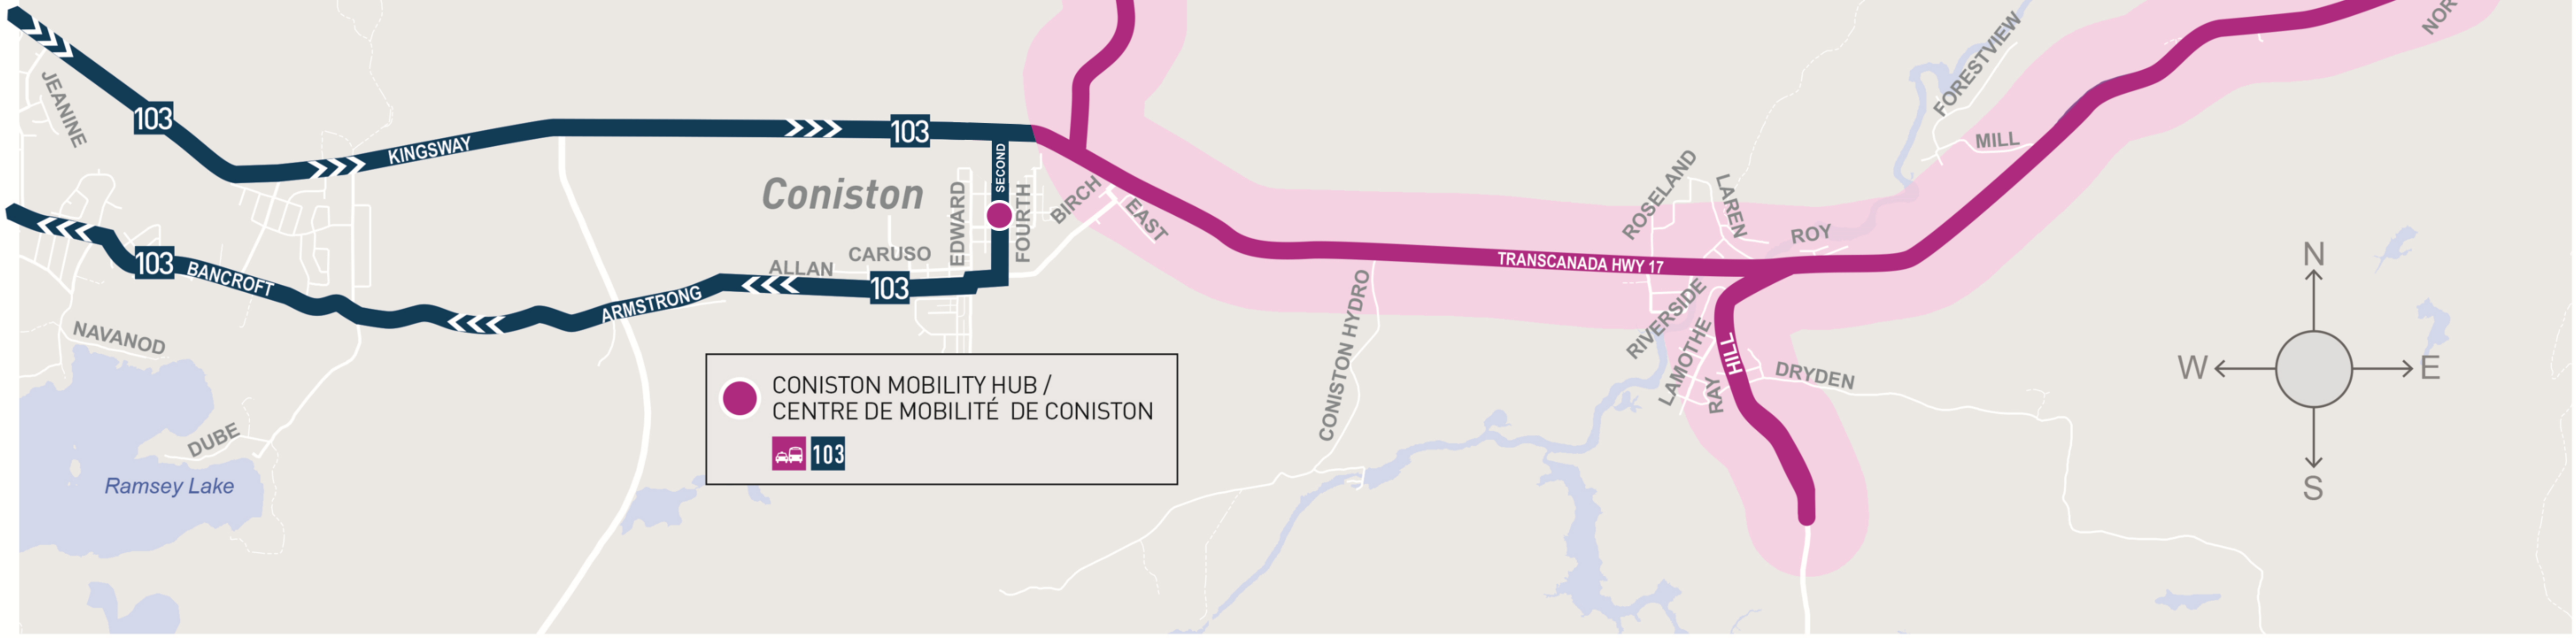 NOR
FORESTVIEW
JEANINE
103
103
KINGSWAY
MILL
SECOND
Coniston
EDWARD
FOURTH
BIRCH
EAST
ROSELAND
LAREN
ROY
103
BANCROFT
ALLAN
CARUSO
103
ARMSTRONG
TRANSCANADA HWY 17
NAVANOD
CONISTON HYDRO
RIVERSIDE
LAMOTHE
HILL
RAY
DRYDEN
DUBE
Ramsey Lake
CONISTON MOBILITY HUB /
CENTRE DE MOBILITÉ DE CONISTON
103
N
W
E
S